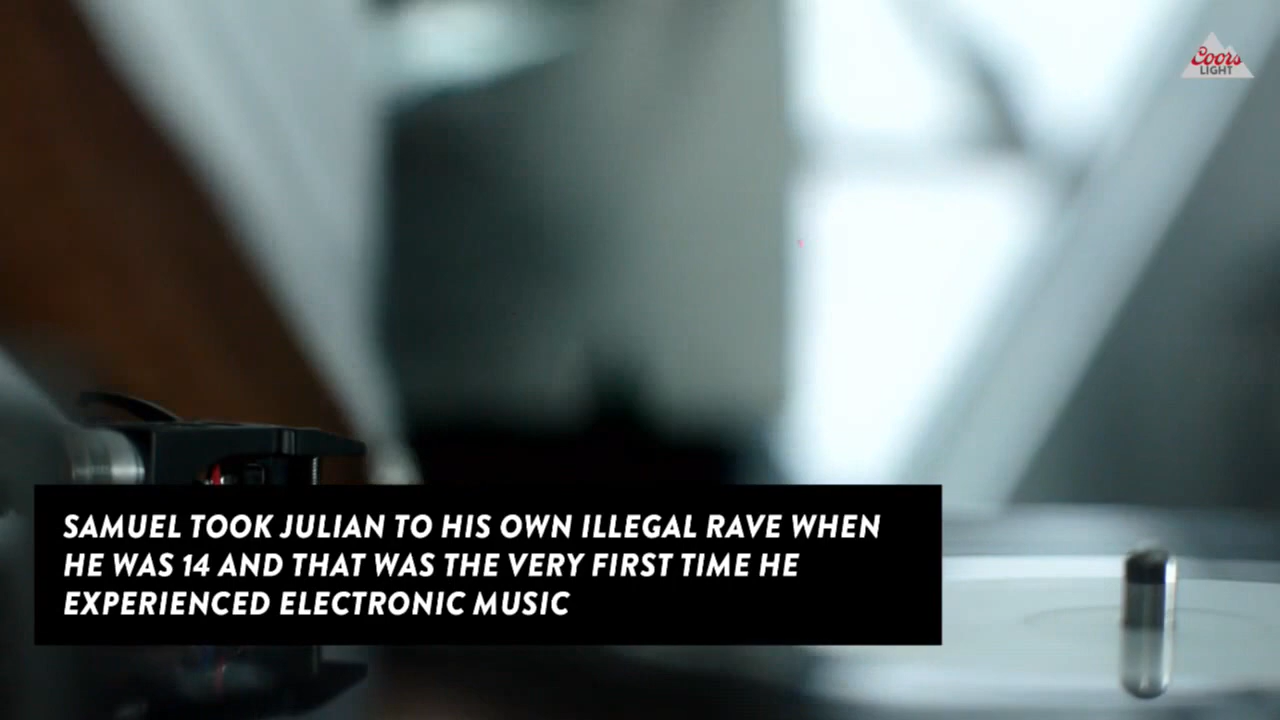 Coors
LIGHT
SAMUEL TOOK JULIAN TO HIS OWN ILLEGAL RAVE WHEN
HE WAS 14 AND THAT WAS THE VERY FIRST TIME HE
EXPERIENCED ELECTRONIC MUSIC